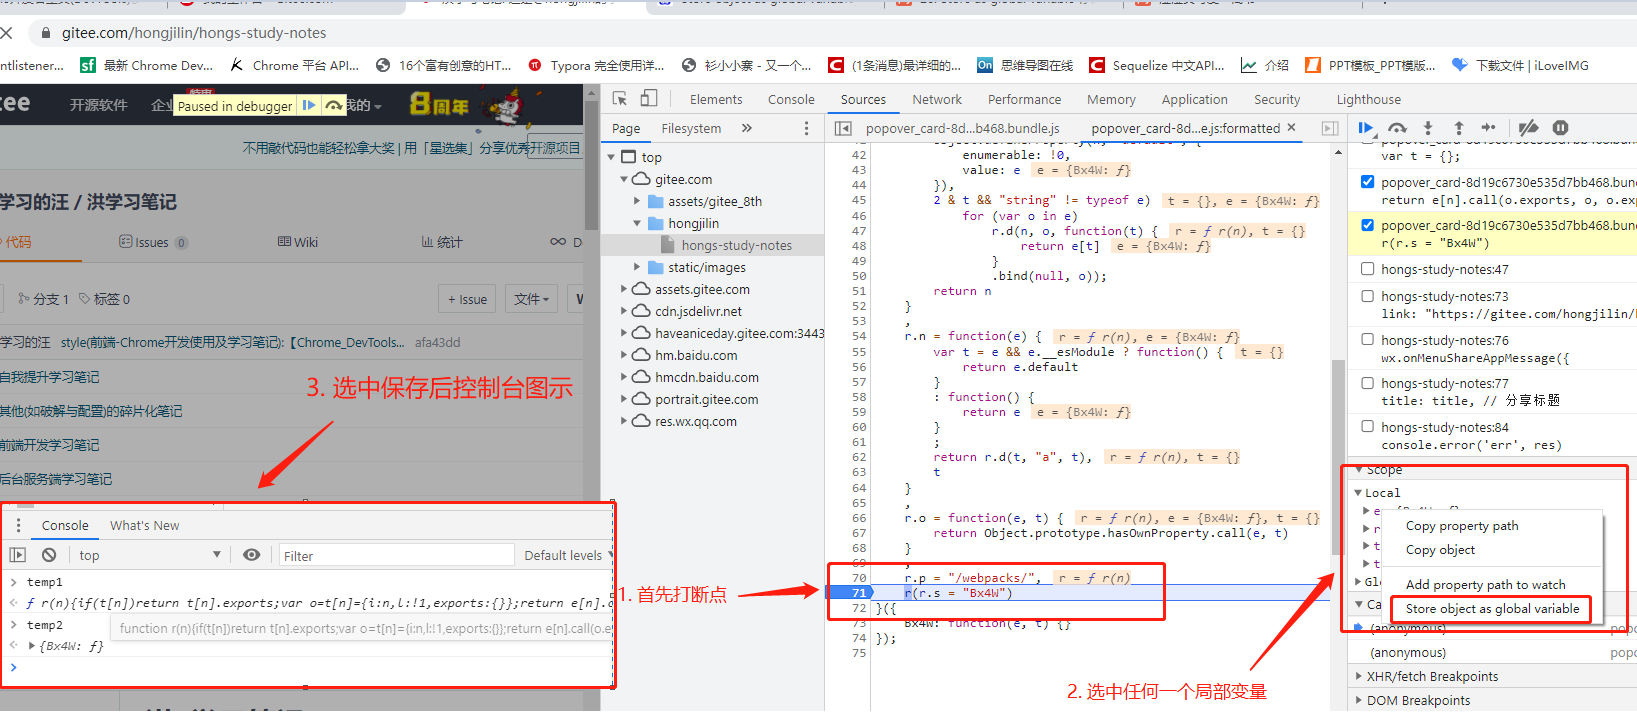 gitee.com/hongjilin/hongs-study-notes
ntlistener...
最新 Chrome Dev...
Chrome 平台 API...
16个富有创意的HT...
Typora 完全使用详...
衫小小寨 - 又一个...
(1条消息)最详细的...
思维导图在线
Sequelize 中文API...
介绍
PPT模板_PPT模版...
下载文件 | iLoveIMG
itee
开源软件
企业
特惠
Paused in debugger
我的
8周年
不用敲代码也能轻松拿大奖 | 用「星选集」分享优秀开源项目
学习的汪 / 洪学习笔记
代码
Issues 0
Wiki
统计
分支 1
标签 0
+ Issue
文件
学习的汪 style(前端-Chrome开发使用及学习笔记):【Chrome_DevTools... afa43dd
自我提升学习笔记
其他(如破解与配置)的碎片化笔记
前端开发学习笔记
后台服务端学习笔记
3. 选中保存后控制台图示
Console
What's New
top
Filter
Default levels
temp1
ƒ r(n){if(t[n])return t[n].exports;var o=t[n]={i:n,l:!1,exports:{}};return e[n].c
temp2
function r(n){if(t[n])return t[n].exports;var o=t[n]={i:n,l:!1,exports:{}};return e[n].call(o.e
{Bx4W: ƒ}
Elements
Console
Sources
Network
Performance
Memory
Application
Security
Lighthouse
Page
Filesystem
top
gitee.com
assets/gitee_8th
hongjilin
hongs-study-notes
static/images
assets.gitee.com
cdn.jsdelivr.net
haveaniceday.gitee.com:3443
hm.baidu.com
hmcdn.baidu.com
portrait.gitee.com
res.wx.qq.com
1. 首先打断点
popover_card-8d...b468.bundle.js
popover_card-8d...e.js:formatted
42 enumerable: !0,
43 value: e e = {Bx4W: ƒ}
44 }),
45 2 & t && "string" != typeof e) t = {}, e = {Bx4W: ƒ}
46 for (var o in e)
47 r.d(n, o, function(t) { r = ƒ r(n), t = {}
48 return e[t] e = {Bx4W: ƒ}
49 }
50 .bind(null, o));
51 return n
52 }
53 ,
54 r.n = function(e) { r = ƒ r(n), e = {Bx4W: ƒ}
55 var t = e && e.__esModule ? function() { t = {}
56 return e.default
57 }
58 : function() {
59 return e e = {Bx4W: ƒ}
60 }
61 ;
62 return r.d(t, "a", t), r = ƒ r(n), t = {}
63 t
64 }
65 ,
66 r.o = function(e, t) { r = ƒ r(n), e = {Bx4W: ƒ}, t = {}
67 return Object.prototype.hasOwnProperty.call(e, t)
68 }
69 ,
70 r.p = "/webpacks/", r = ƒ r(n)
71 r(r.s = "Bx4W")
72 }({
73 Bx4W: function(e, t) {}
74 });
75
2. 选中任何一个局部变量
var t = {};
popover_card-8d19c6730e535d7bb468.bund
return e[n].call(o.exports, o, o.exp
popover_card-8d19c6730e535d7bb468.bund
r(r.s = "Bx4W")
hongs-study-notes:47
hongs-study-notes:73
link: "https://gitee.com/hongjilin/h
hongs-study-notes:76
wx.onMenuShareAppMessage({
hongs-study-notes:77
title: title, // 分享标题
hongs-study-notes:84
console.error('err', res)
Scope
Local
e
r
t
t
Glo
Ca
Copy property path
Copy object
Add property path to watch
Store object as global variable
(anonymous) popo
(anonymous) popo
XHR/fetch Breakpoints
DOM Breakpoints